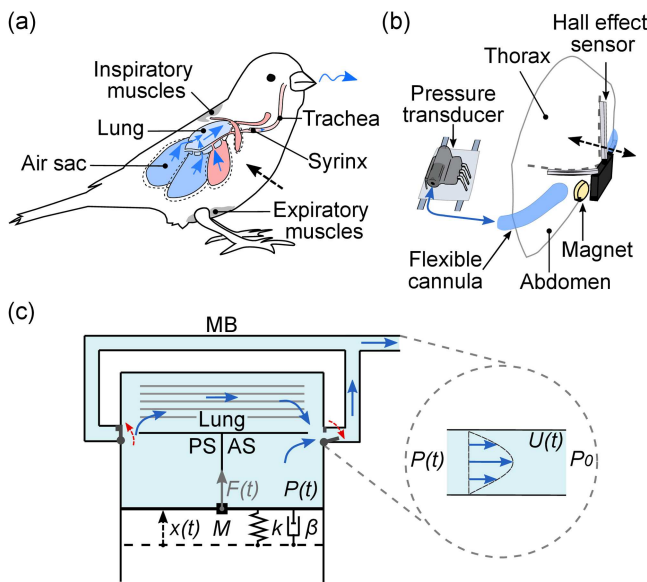 (a)
Inspiratory
muscles
Lung
Air sac
Trachea
Syrinx
Expiratory
muscles
(b)
Hall effect
sensor
Thorax
Pressure
transducer
Flexible
cannula
Magnet
Abdomen
(c)
MB
Lung
PS AS
F(t) P(t)
x(t) M k β
U(t)
P(t) P0